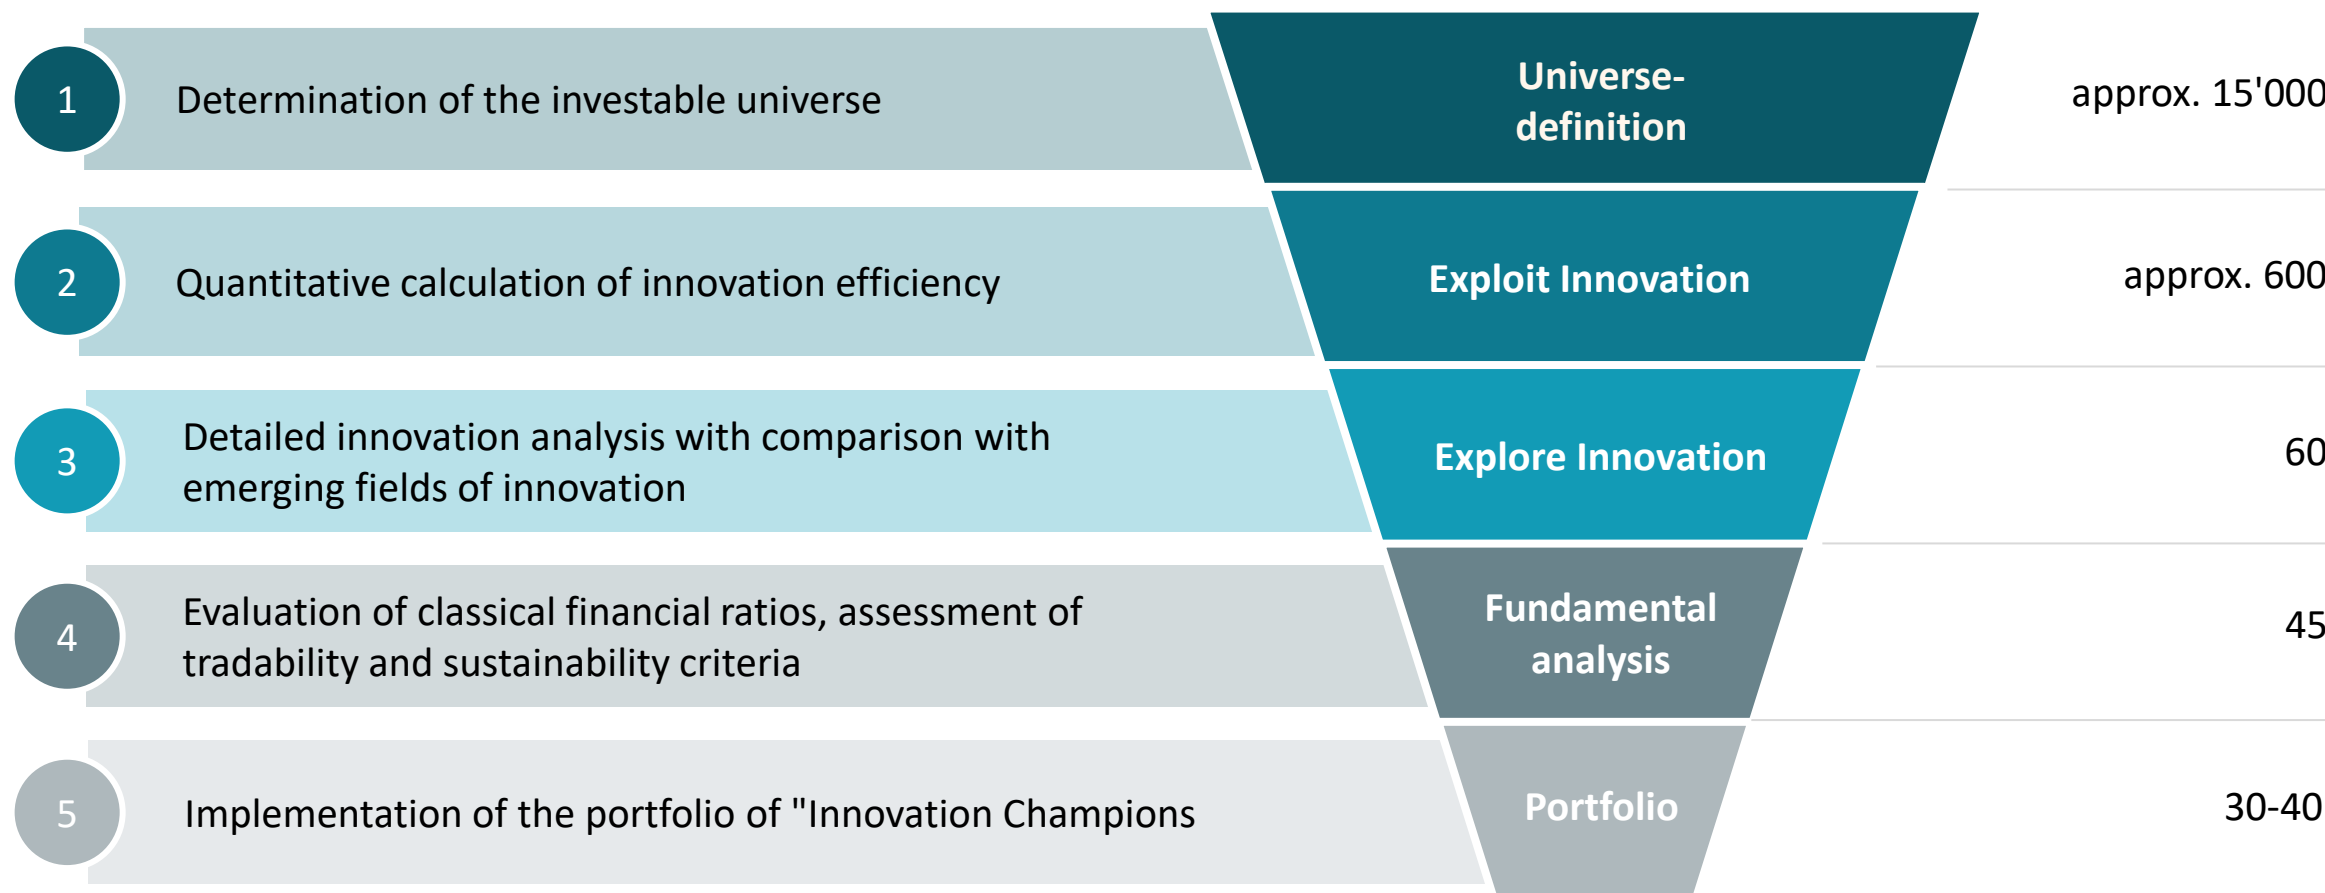 1
Determination of the investable universe
Universe-
definition
approx. 15'000
2
Quantitative calculation of innovation efficiency
Exploit Innovation
approx. 600
3
Detailed innovation analysis with comparison with
emerging fields of innovation
Explore Innovation
60
4
Evaluation of classical financial ratios, assessment of
tradability and sustainability criteria
Fundamental
analysis
45
5
Implementation of the portfolio of "Innovation Champions
Portfolio
30-40